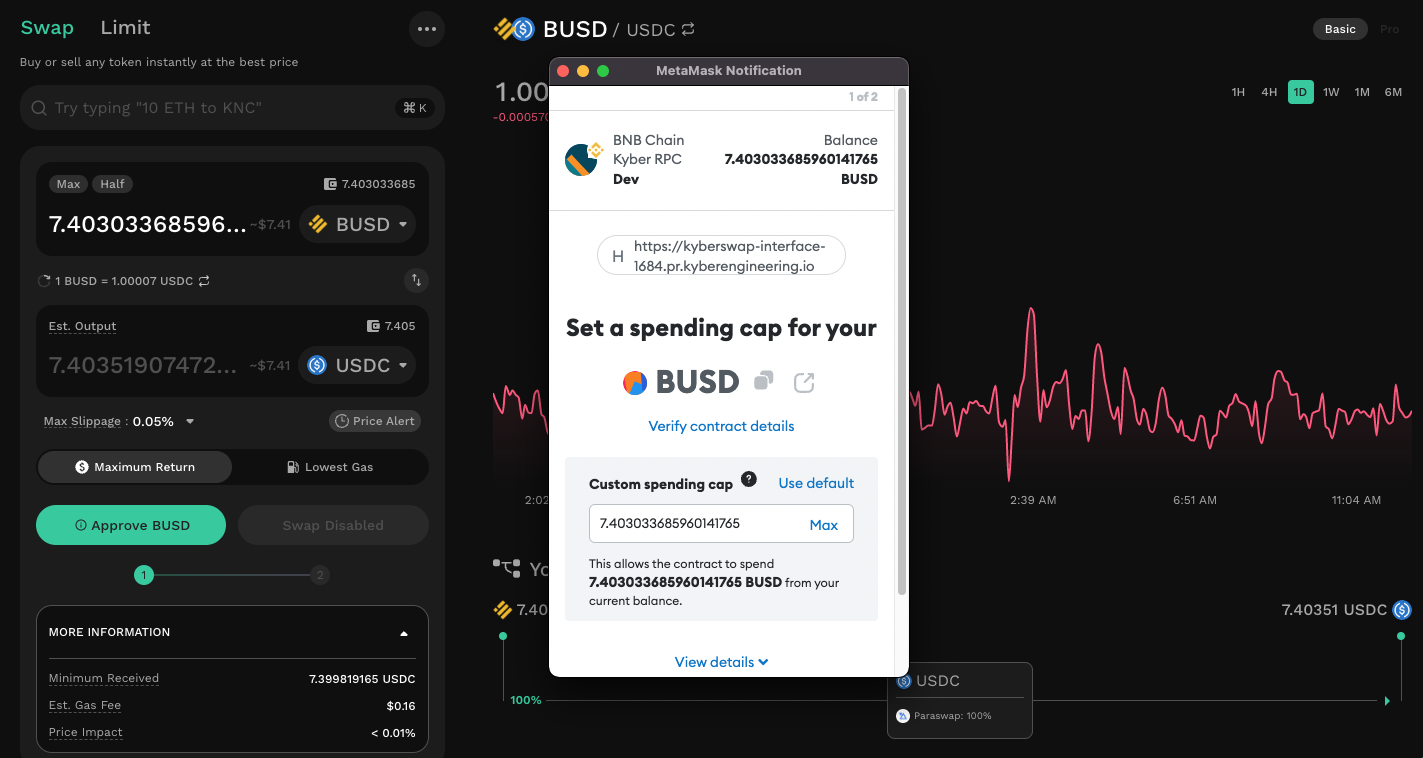 Swap
Limit
Buy or sell any token instantly at the best price
Try typing "10 ETH to KNC"
⌘ K
Max
Half
7.403033685
7.40303368596...
~$7.41
BUSD
1 BUSD = 1.00007 USDC
Est. Output
7.405
7.40351907472...
~$7.41
USDC
Max Slippage : 0.05%
Price Alert
Maximum Return
Lowest Gas
Approve BUSD
Swap Disabled
1
2
MORE INFORMATION
Minimum Received
7.399819165 USDC
Est. Gas Fee
$0.16
Price Impact
< 0.01%
BUSD / USDC
Basic
Pro
1.00
-0.000570
1H
4H
1D
1W
1M
6M
MetaMask Notification
1 of 2
BNB Chain
Kyber RPC
Dev
Balance
7.403033685960141765
BUSD
H
https://kyberswap-interface-
1684.pr.kyberengineering.io
Set a spending cap for your
BUSD
Verify contract details
Custom spending cap
?
Use default
7.403033685960141765
Max
This allows the contract to spend
7.403033685960141765 BUSD from your
current balance.
View details
2:02
2:39 AM
6:51 AM
11:04 AM
Yo
7.40
7.40351 USDC
100%
USDC
Paraswap: 100%